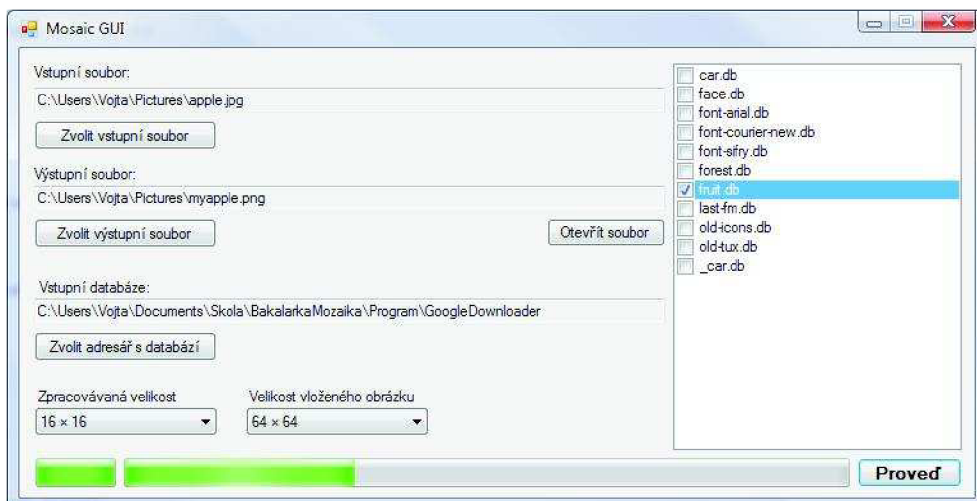 Mosaic GUI
Vstupní soubor:
C:\Users\Vojta\Pictures\apple.jpg
Zvolit vstupní soubor
Výstupní soubor:
C:\Users\Vojta\Pictures\myapple.png
Zvolit výstupní soubor
Otevřít soubor
Vstupní databáze:
C:\Users\Vojta\Documents\Skola\BakalarkaMozaika\Program\GoogleDownloader
Zvolit adresář s databází
Zpracovávaná velikost
Velikost vloženého obrázku
16 × 16
64 × 64
car.db
face.db
font-arial.db
font-courier-new.db
font-sifry.db
forest.db
fruit.db
last-fm.db
old-icons.db
old-tux.db
_car.db
Proveď